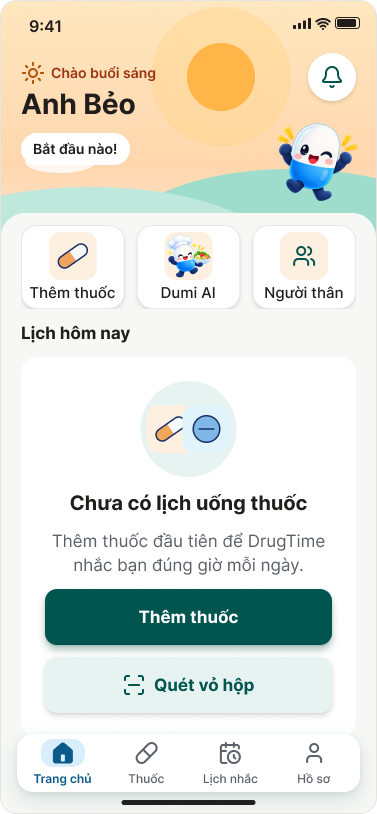 9:41
Chào buổi sáng
Anh Bẻo
Bắt đầu nào!
Thêm thuốc
Dumi AI
Người thân
Lịch hôm nay
Chưa có lịch uống thuốc
Thêm thuốc đầu tiên để DrugTime
nhắc bạn đúng giờ mỗi ngày.
Thêm thuốc
Quét vỏ hộp
Trang chủ
Thuốc
Lịch nhắc
Hồ sơ